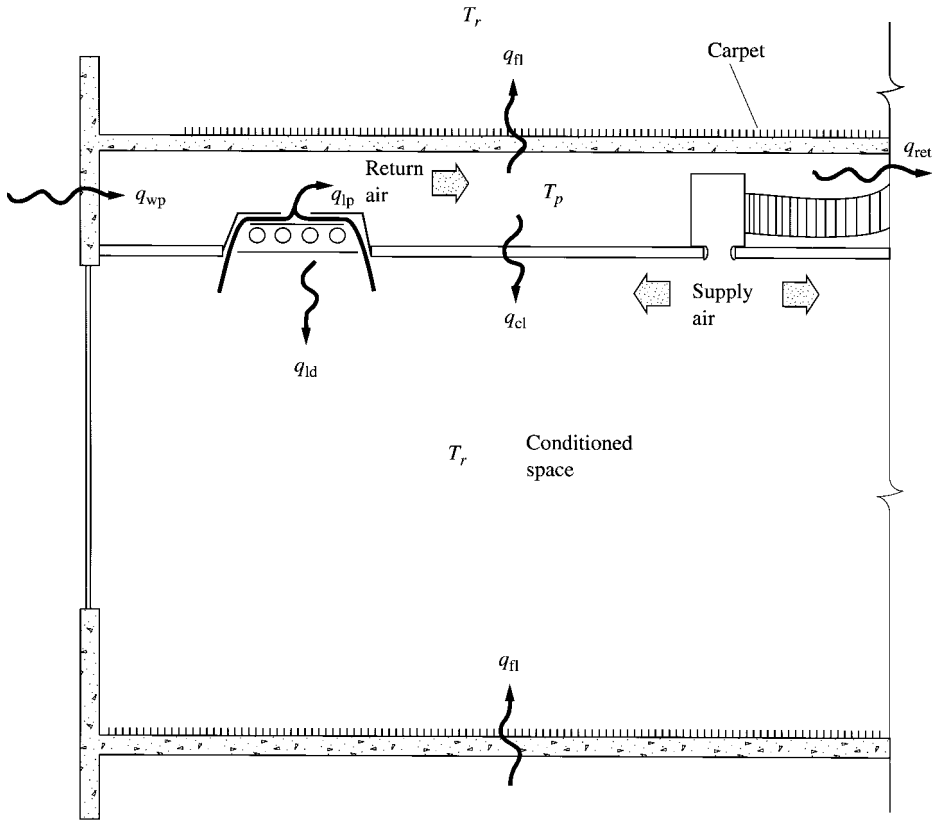 T_r
q_fl
Carpet
q_ret
Return
air
q_wp
q_lp
T_p
q_cl
Supply
air
q_ld
T_r
Conditioned
space
q_fl